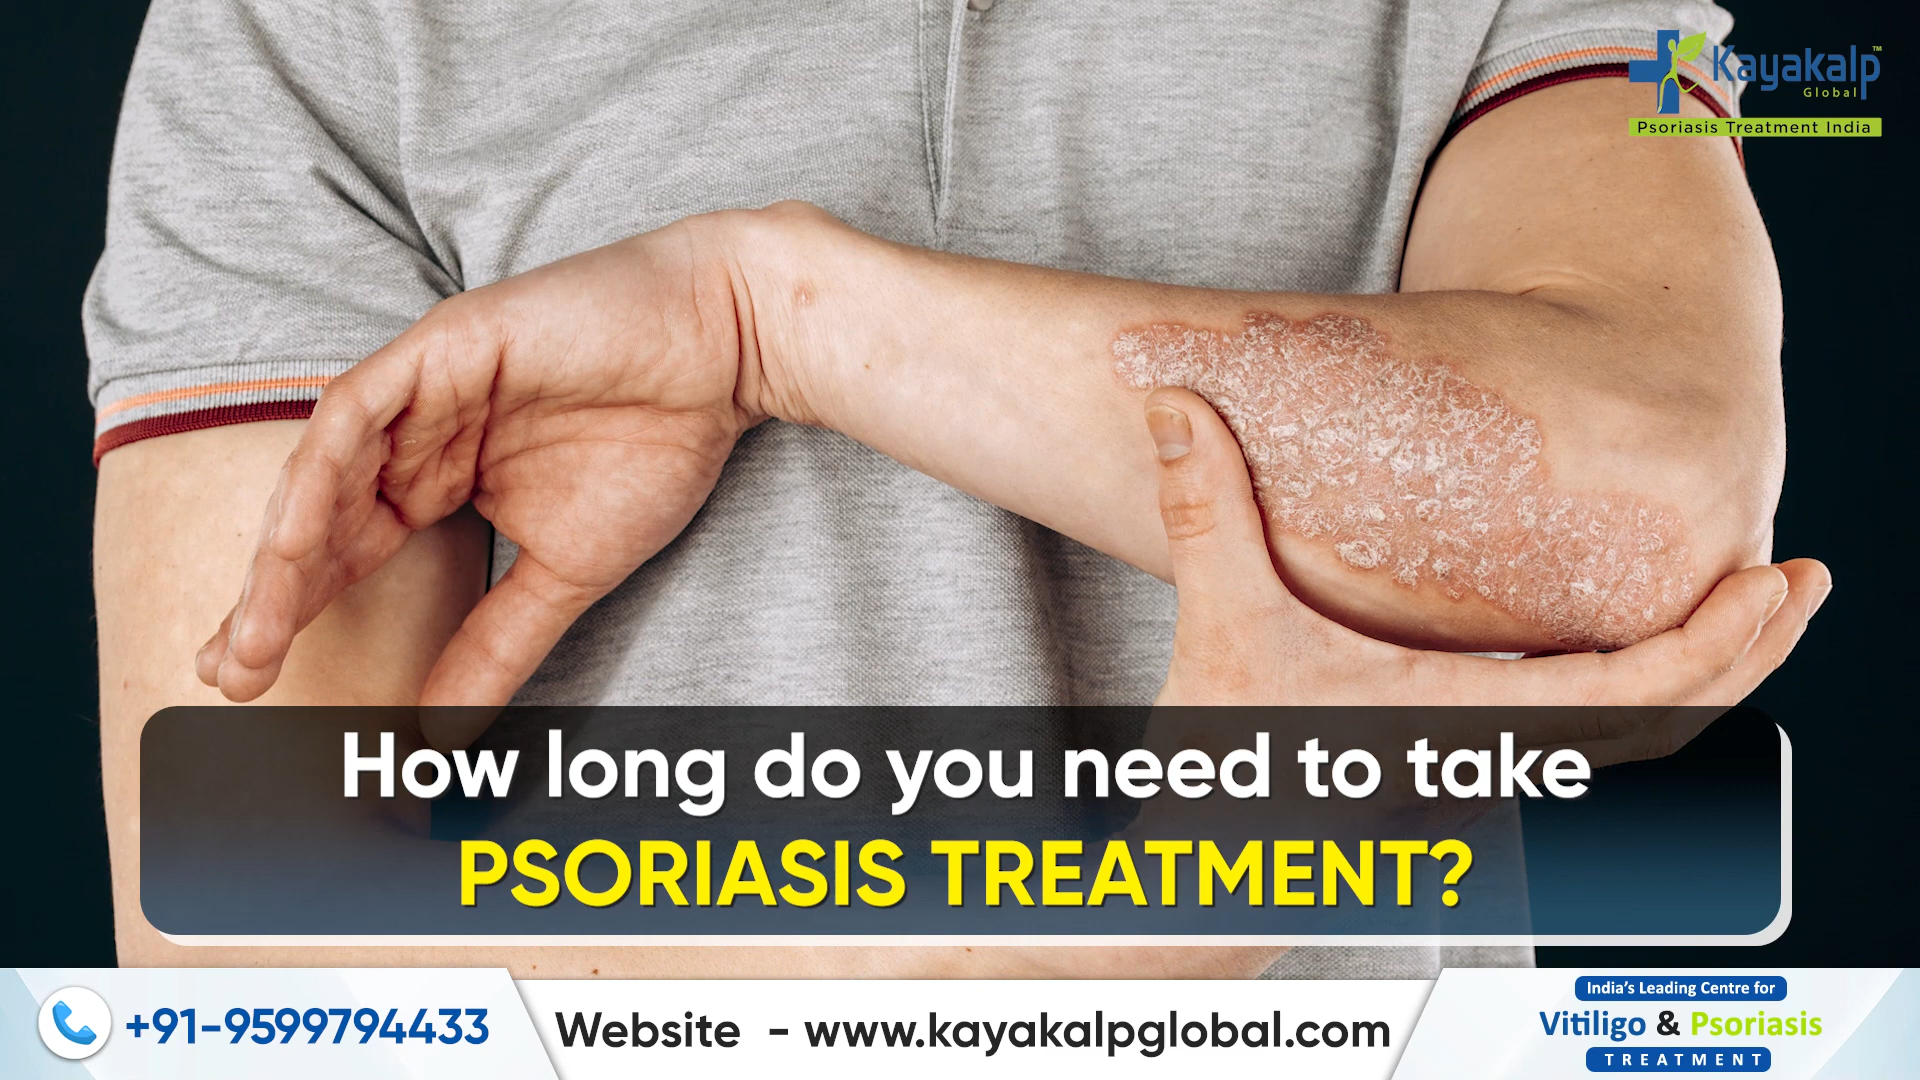 Kayakalp™
Global
Psoriasis Treatment India
How long do you need to take
PSORIASIS TREATMENT?
+91-9599794433
Website - www.kayakalpglobal.com
India's Leading Centre for
Vitiligo & Psoriasis
TREATMENT